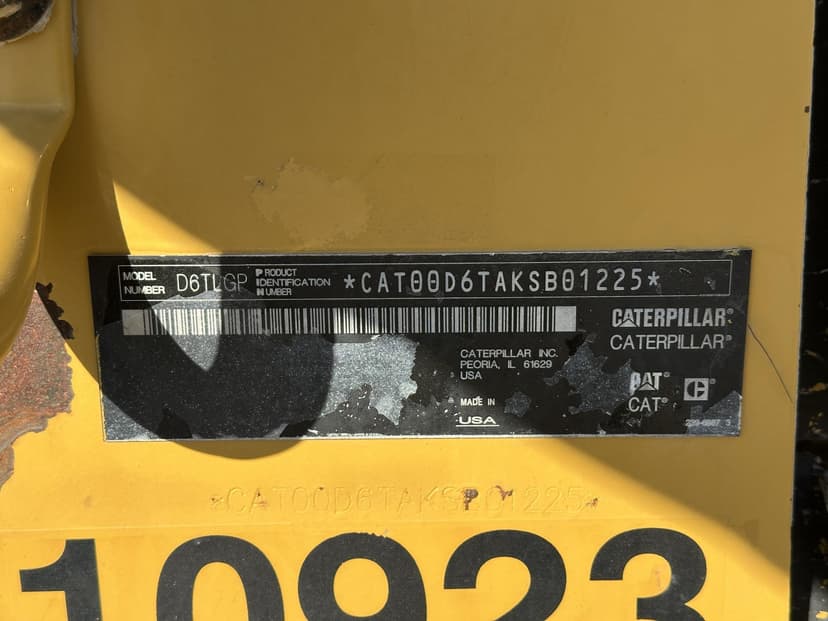 MODEL NUMBER D6TLGP PRODUCT IDENTIFICATION NUMBER *CAT00D6TAKSB01225*
CATERPILLAR®
CATERPILLAR®
CATERPILLAR INC.
PEORIA, IL 61629
USA
CAT®
CAT®
C®
MADE IN
USA
*CAT00D6TAKSB01225*
10923